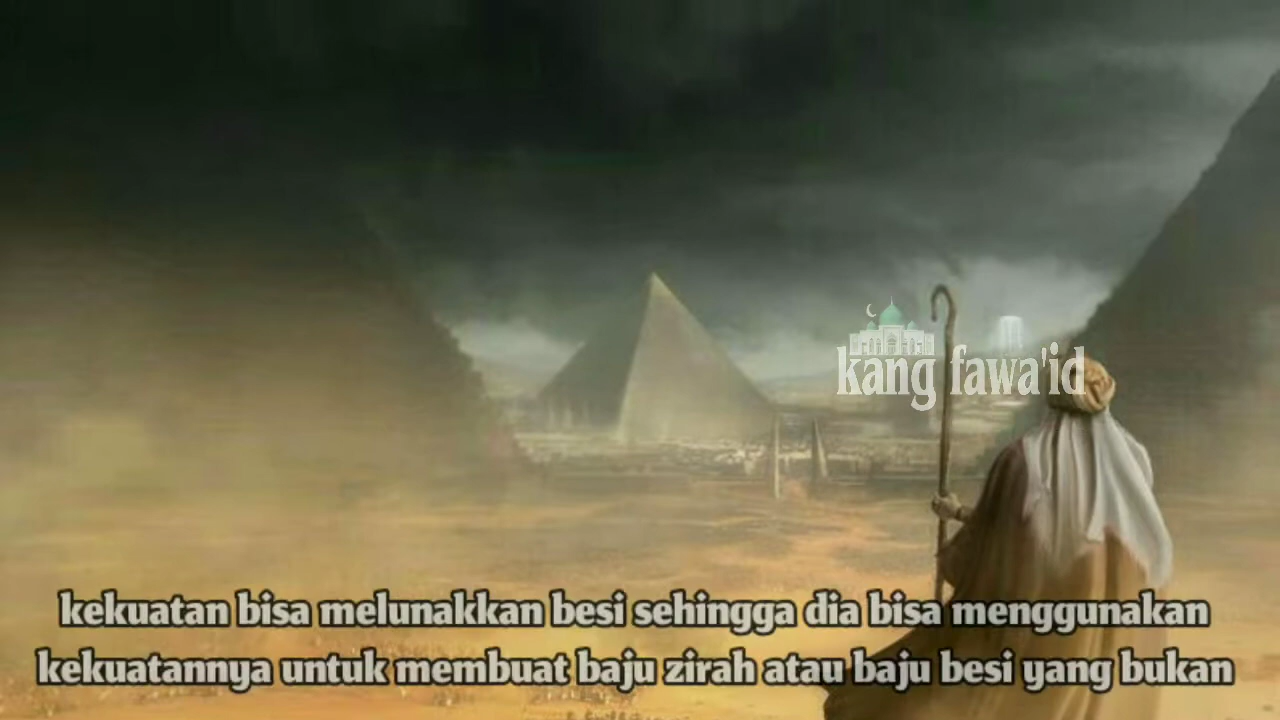 kang fawa'id
kekuatan bisa melunakkan besi sehingga dia bisa menggunakan
kekuatannya untuk membuat baju zirah atau baju besi yang bukan